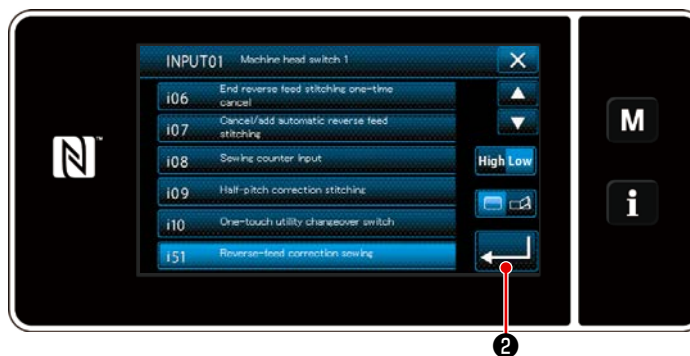 INPUT01 Machine head switch 1
i06 End reverse feed stitching one-time
cancel
i07 Cancel/add automatic reverse feed
stitching
i08 Sewing counter input
High Low
i09 Half-pitch correction stitching
i10 One-touch utility changeover switch
i51 Reverse-feed correction sewing
M
i
❷